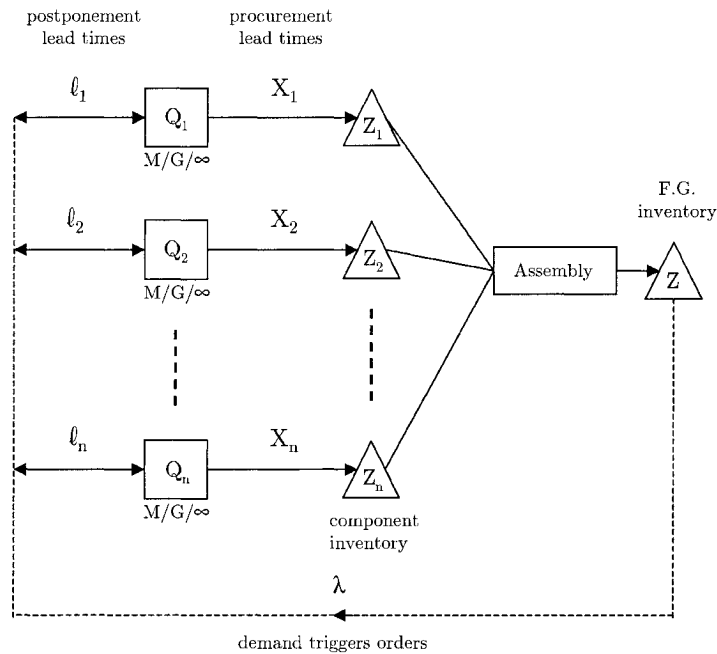 postponement
lead times
procurement
lead times
ℓ₁
Q₁
X₁
Z₁
M/G/∞
F.G.
inventory
ℓ₂
Q₂
X₂
Z₂
M/G/∞
Assembly
Z
ℓₙ
Qₙ
Xₙ
Zₙ
M/G/∞
component
inventory
λ
demand triggers orders